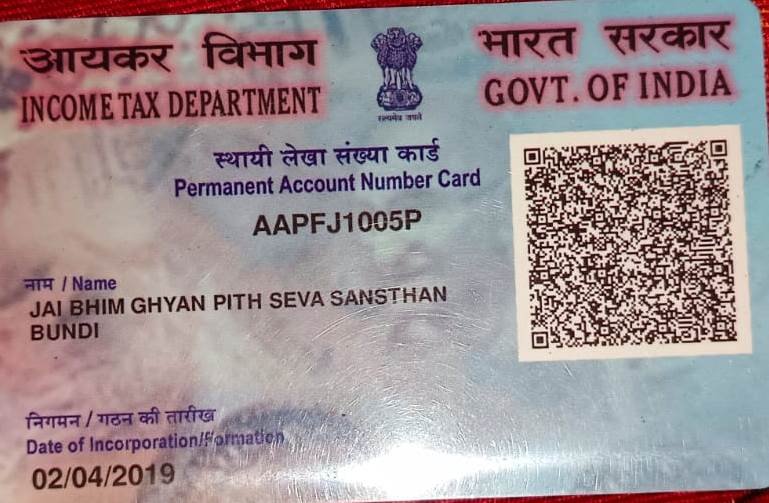 आयकर विभाग
INCOME TAX DEPARTMENT
सत्यमेव जयते
भारत सरकार
GOVT. OF INDIA
स्थायी लेखा संख्या कार्ड
Permanent Account Number Card
AAPFJ1005P
नाम / Name
JAI BHIM GHYAN PITH SEVA SANSTHAN
BUNDI
निगमन / गठन की तारीख
Date of Incorporation/Formation
02/04/2019